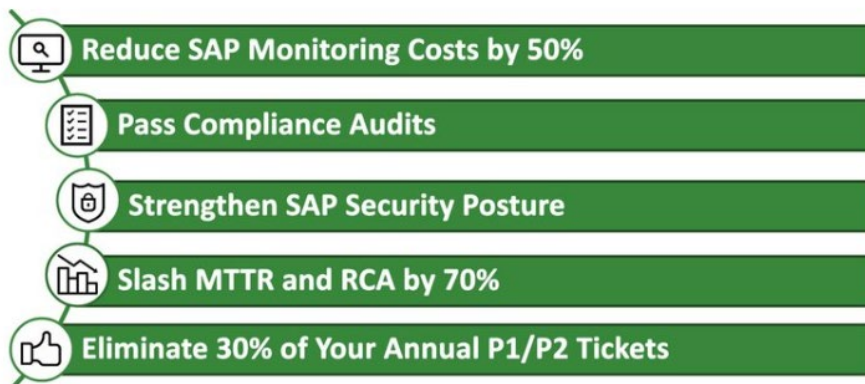 Reduce SAP Monitoring Costs by 50%
Pass Compliance Audits
Strengthen SAP Security Posture
Slash MTTR and RCA by 70%
Eliminate 30% of Your Annual P1/P2 Tickets